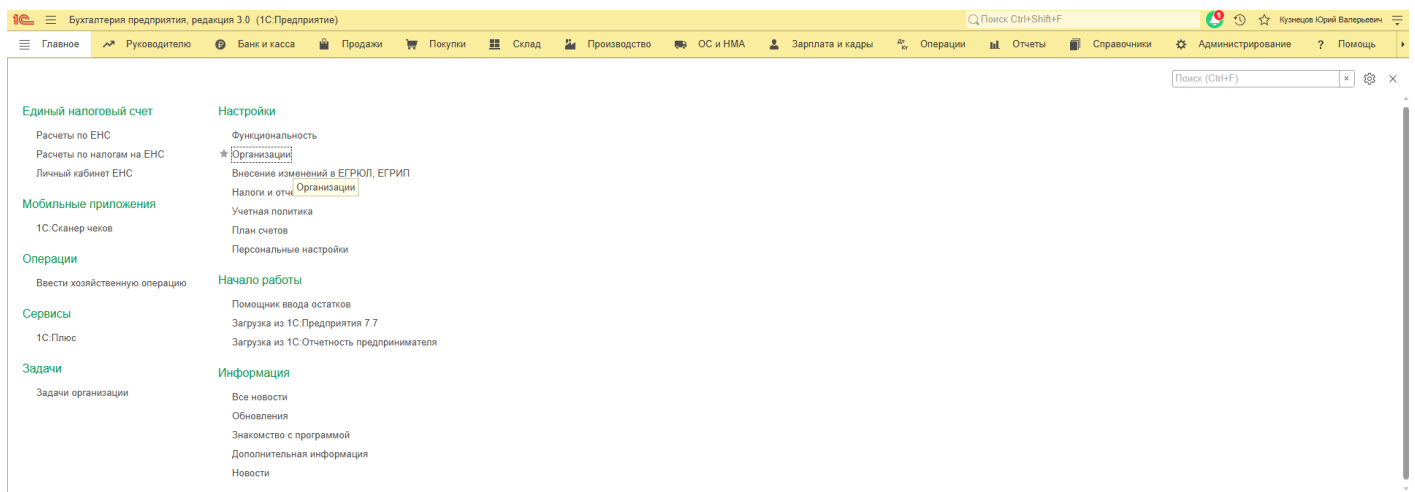 1С Бухгалтерия предприятия, редакция 3.0 (1С:Предприятие) Поиск Ctrl+Shift+F 1 Кузнецов Юрий Валерьевич
Главное Руководителю Банк и касса Продажи Покупки Склад Производство ОС и НМА Зарплата и кадры Дт Кт Операции Отчеты Справочники Администрирование ? Помощь
Поиск (Ctrl+F) × ×
Единый налоговый счет
Расчеты по ЕНС
Расчеты по налогам на ЕНС
Личный кабинет ЕНС
Мобильные приложения
1С:Сканер чеков
Операции
Ввести хозяйственную операцию
Сервисы
1С:Плюс
Задачи
Задачи организации
Настройки
Функциональность
Организации
Внесение изменений в ЕГРЮЛ, ЕГРИП
Налоги и отче
Организации
Учетная политика
План счетов
Персональные настройки
Начало работы
Помощник ввода остатков
Загрузка из 1С:Предприятия 7.7
Загрузка из 1С:Отчетность предпринимателя
Информация
Все новости
Обновления
Знакомство с программой
Дополнительная информация
Новости